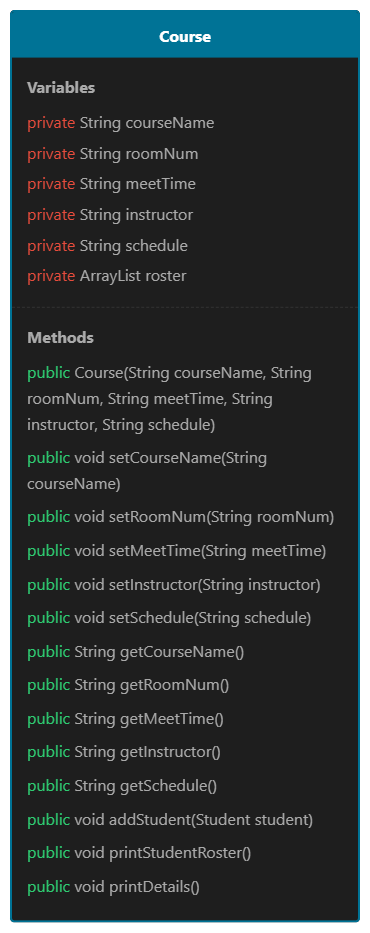 Course
Variables
private String courseName
private String roomNum
private String meetTime
private String instructor
private String schedule
private ArrayList roster
Methods
public Course(String courseName, String
roomNum, String meetTime, String
instructor, String schedule)
public void setCourseName(String
courseName)
public void setRoomNum(String roomNum)
public void setMeetTime(String meetTime)
public void setInstructor(String instructor)
public void setSchedule(String schedule)
public String getCourseName()
public String getRoomNum()
public String getMeetTime()
public String getInstructor()
public String getSchedule()
public void addStudent(Student student)
public void printStudentRoster()
public void printDetails()